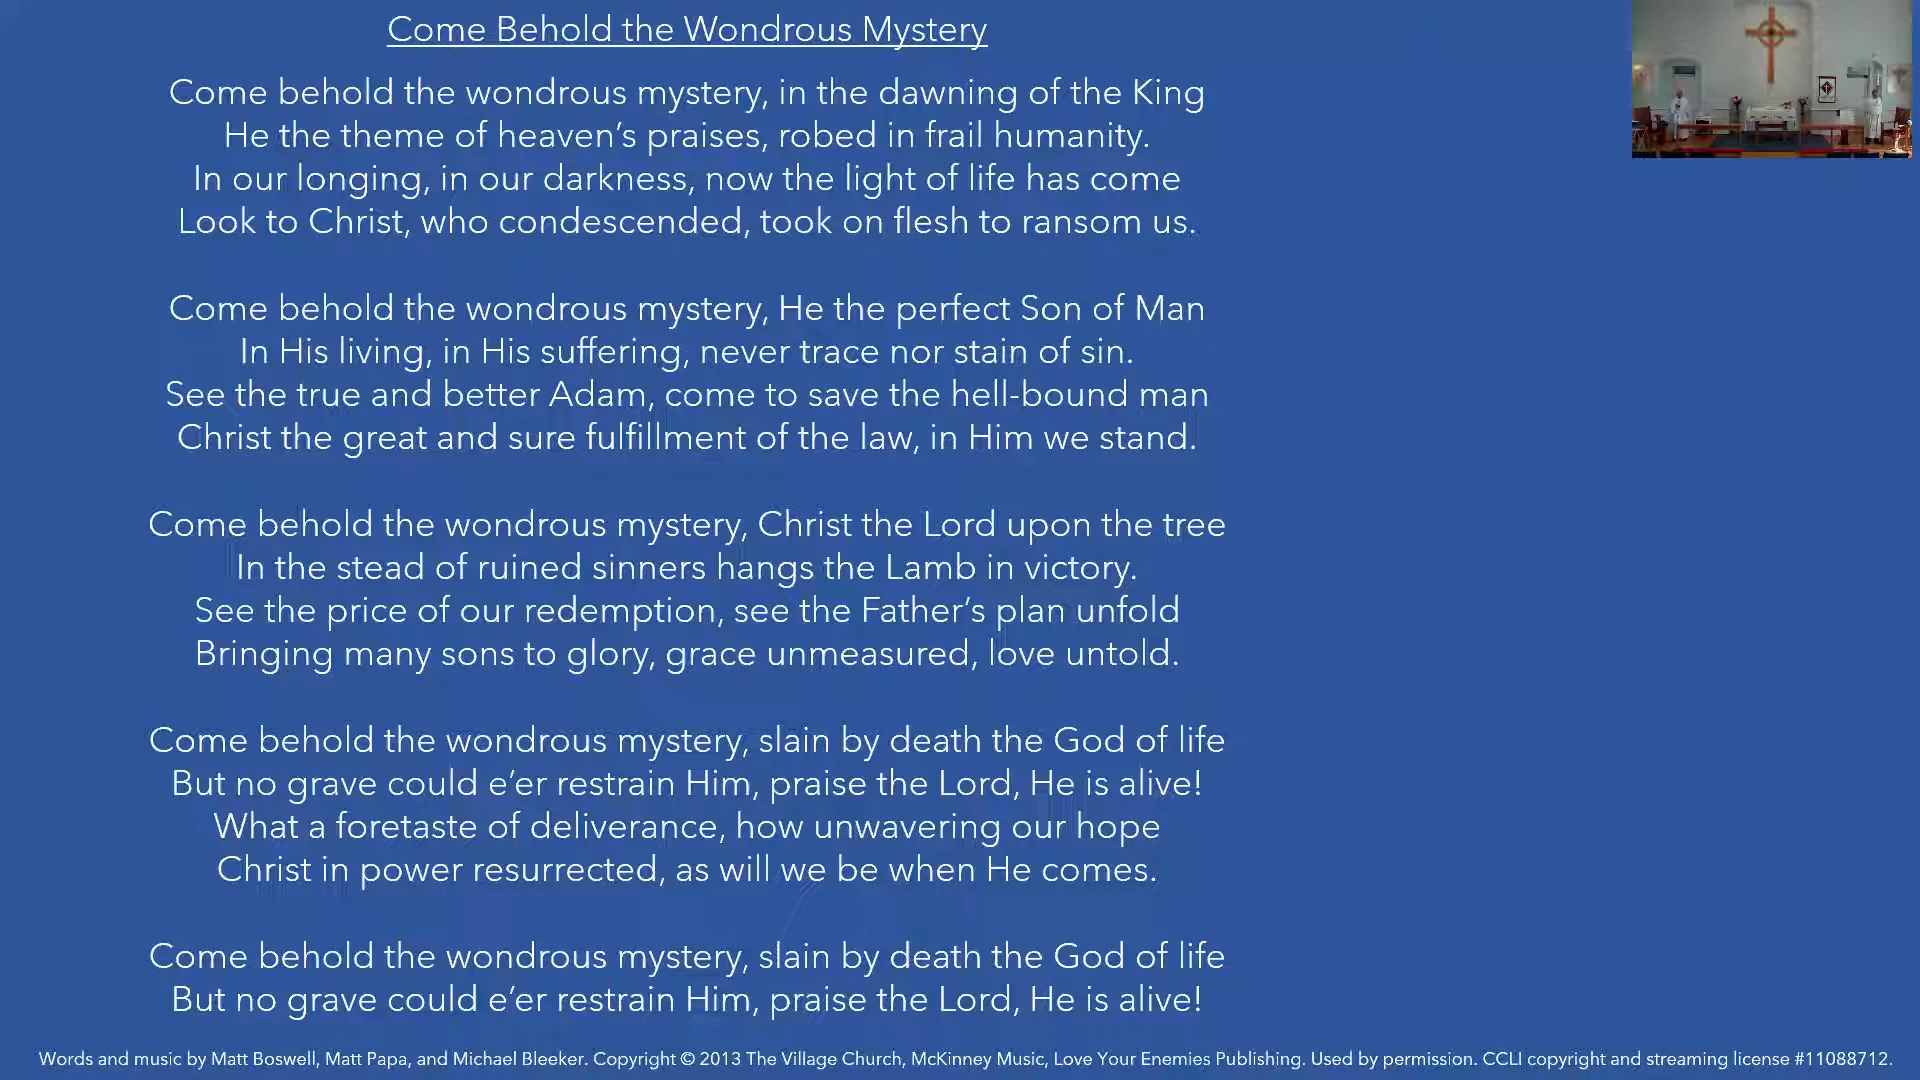 Come Behold the Wondrous Mystery
Come behold the wondrous mystery, in the dawning of the King
He the theme of heaven’s praises, robed in frail humanity.
In our longing, in our darkness, now the light of life has come
Look to Christ, who condescended, took on flesh to ransom us.
Come behold the wondrous mystery, He the perfect Son of Man
In His living, in His suffering, never trace nor stain of sin.
See the true and better Adam, come to save the hell-bound man
Christ the great and sure fulfillment of the law, in Him we stand.
Come behold the wondrous mystery, Christ the Lord upon the tree
In the stead of ruined sinners hangs the Lamb in victory.
See the price of our redemption, see the Father’s plan unfold
Bringing many sons to glory, grace unmeasured, love untold.
Come behold the wondrous mystery, slain by death the God of life
But no grave could e’er restrain Him, praise the Lord, He is alive!
What a foretaste of deliverance, how unwavering our hope
Christ in power resurrected, as will we be when He comes.
Come behold the wondrous mystery, slain by death the God of life
But no grave could e’er restrain Him, praise the Lord, He is alive!
Words and music by Matt Boswell, Matt Papa, and Michael Bleeker. Copyright © 2013 The Village Church, McKinney Music, Love Your Enemies Publishing. Used by permission. CCLI copyright and streaming license #11088712.